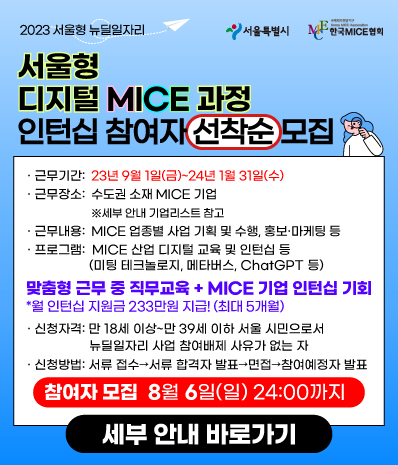 2023 서울형 뉴딜일자리
서울특별시
한국MICE협회
서울형
디지털 MICE 과정
인턴십 참여자 선착순 모집
· 근무기간: 23년 9월 1일(금)~24년 1월 31일(수)
· 근무장소: 수도권 소재 MICE 기업
※세부 안내 기업리스트 참고
· 근무내용: MICE 업종별 사업 기획 및 수행, 홍보·마케팅 등
· 프로그램: MICE 산업 디지털 교육 및 인턴십 등
(미팅 테크놀로지, 메타버스, ChatGPT 등)
맞춤형 근무 중 직무교육 + MICE 기업 인턴십 기회
*월 인턴십 지원금 233만원 지급! (최대 5개월)
· 신청자격: 만 18세 이상~만 39세 이하 서울 시민으로서
뉴딜일자리 사업 참여배제 사유가 없는 자
· 신청방법: 서류 접수→서류 합격자 발표→면접→참여예정자 발표
참여자 모집 8월 6일(일) 24:00까지
세부 안내 바로가기